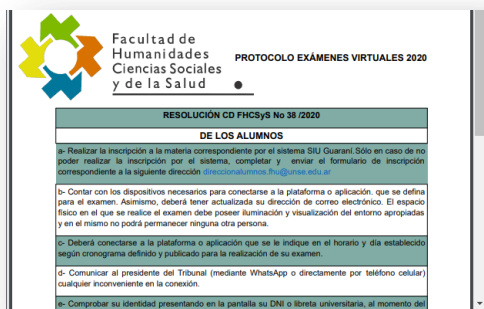 Facultad de
Humanidades
Ciencias Sociales
y de la Salud
PROTOCOLO EXÁMENES VIRTUALES 2020
RESOLUCIÓN CD FHCSyS No 38 /2020
DE LOS ALUMNOS
a- Realizar la inscripción a la materia correspondiente por el sistema SIU Guaraní. Sólo en caso de no
poder realizar la inscripción por el sistema, completar y enviar el formulario de inscripción
correspondiente a la siguiente dirección direccionalumnos.fhu@unse.edu.ar
b- Contar con los dispositivos necesarios para conectarse a la plataforma o aplicación. que se defina
para el examen. Asimismo, deberá tener actualizada su dirección de correo electrónico. El espacio
físico en el que se realice el examen debe poseer iluminación y visualización del entorno apropiadas
y en el mismo no podrá permanecer ninguna otra persona.
c- Deberá conectarse a la plataforma o aplicación que se le indique en el horario y día establecido
según cronograma definido y publicado para la realización de su examen.
d- Comunicar al presidente del Tribunal (mediante WhatsApp o directamente por teléfono celular)
cualquier inconveniente en la conexión.
e- Comprobar su identidad presentando en la pantalla su DNI o libreta universitaria, al momento del